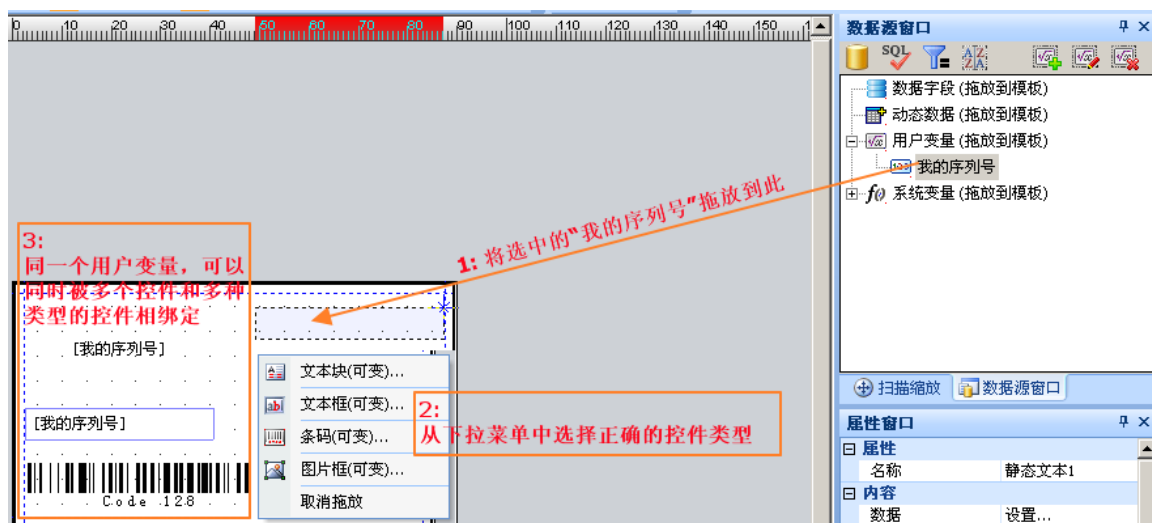 0 10 20 30 40 50 60 70 80 90 100 110 120 130 140 150
数据源窗口
SQL
数据字段 (拖放到模板)
动态数据 (拖放到模板)
用户变量 (拖放到模板)
123 我的序列号
f() 系统变量 (拖放到模板)
1: 将选中的“我的序列号”拖放到此
3:
同一个用户变量，可以
同时被多个控件和多种
类型的控件相绑定
[我的序列号]
[我的序列号]
Code 128
文本块(可变)...
文本框(可变)...
条码(可变)...
图片框(可变)...
取消拖放
2:
从下拉菜单中选择正确的控件类型
扫描缩放
数据源窗口
属性窗口
属性
名称 静态文本1
内容
数据 设置...